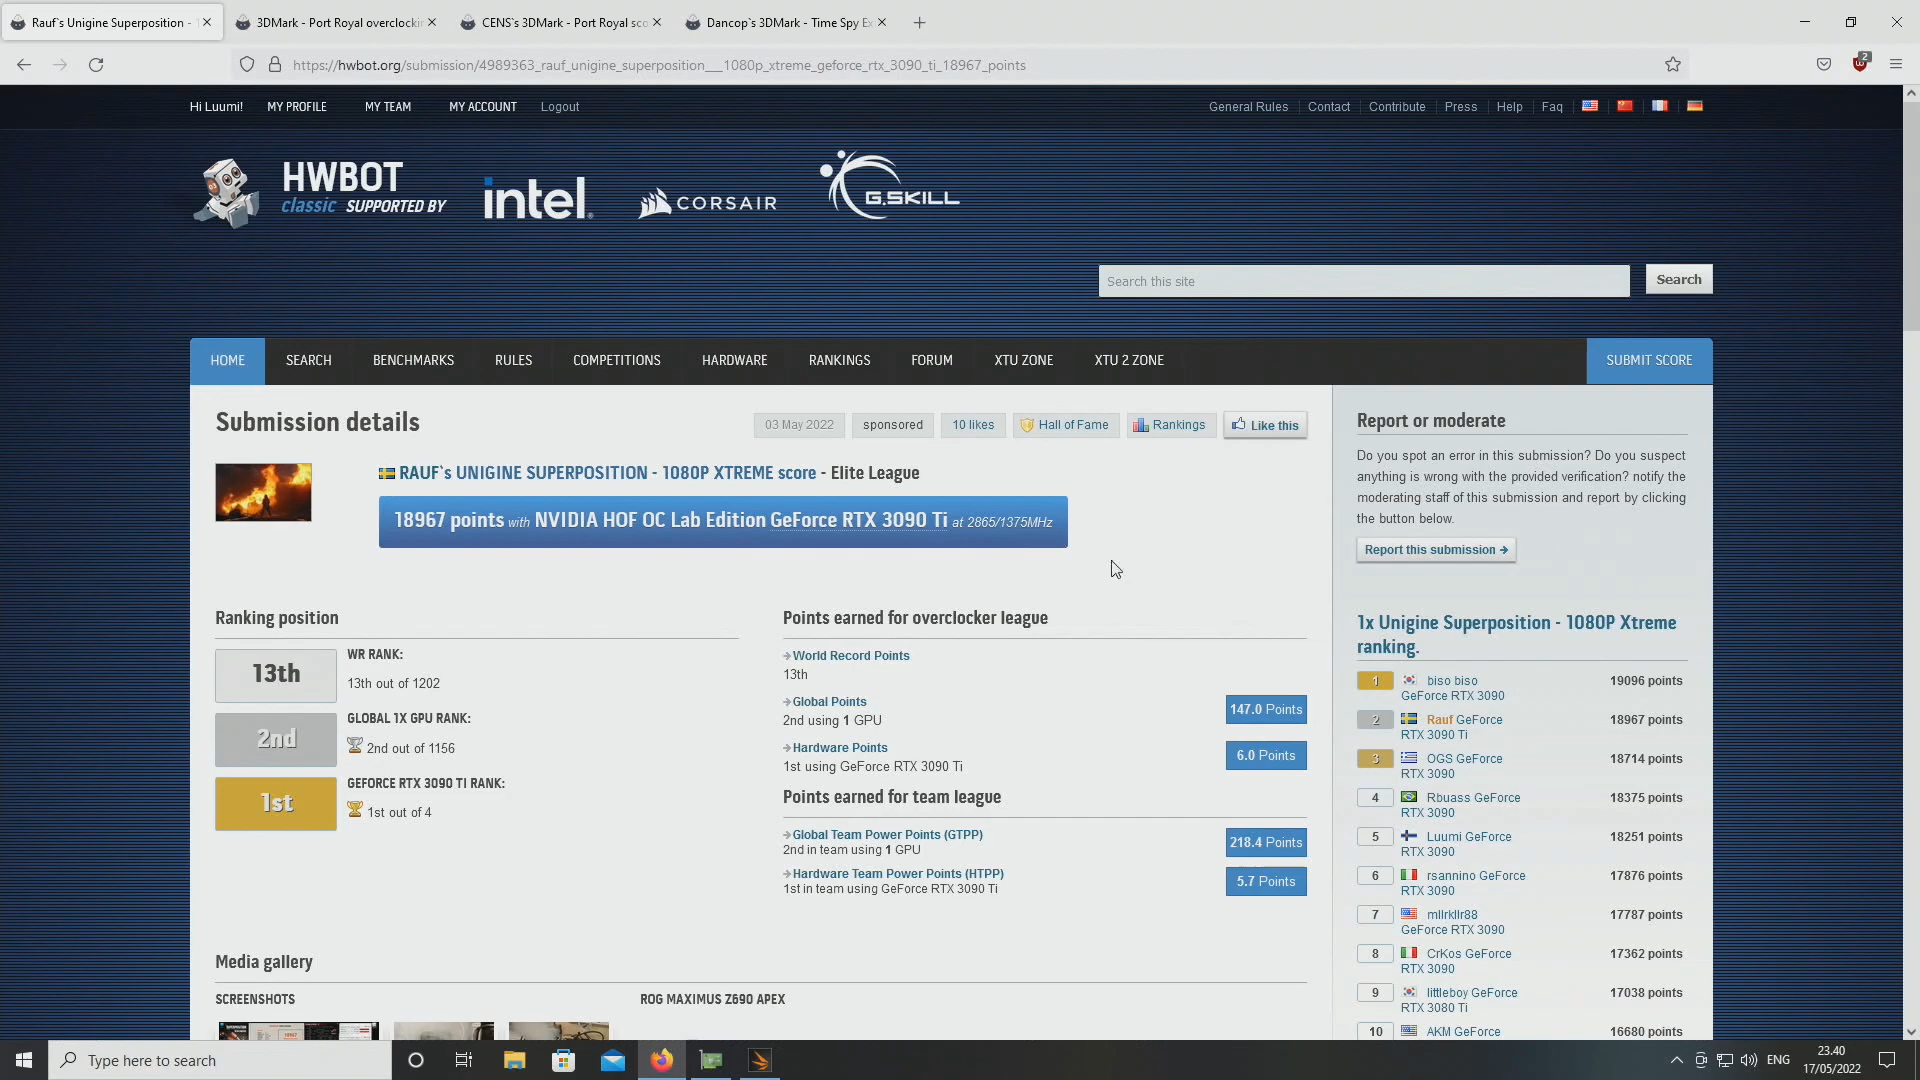 Rauf`s Unigine Superposition -
3DMark - Port Royal overclocki
CENS`s 3DMark - Port Royal sco
Dancop`s 3DMark - Time Spy Ex
https://hwbot.org/submission/4989363_rauf_unigine_superposition___1080p_xtreme_geforce_rtx_3090_ti_18967_points
2
Hi Luumi!
MY PROFILE
MY TEAM
MY ACCOUNT
Logout
General Rules
Contact
Contribute
Press
Help
Faq
HWBOT
classic SUPPORTED BY
intel.
CORSAIR
G.SKILL
Search this site
Search
HOME
SEARCH
BENCHMARKS
RULES
COMPETITIONS
HARDWARE
RANKINGS
FORUM
XTU ZONE
XTU 2 ZONE
SUBMIT SCORE
Submission details
03 May 2022
sponsored
10 likes
Hall of Fame
Rankings
Like this
RAUF`s UNIGINE SUPERPOSITION - 1080P XTREME score - Elite League
18967 points with NVIDIA HOF OC Lab Edition GeForce RTX 3090 Ti at 2865/1375MHz
Ranking position
13th
WR RANK:
13th out of 1202
2nd
GLOBAL 1X GPU RANK:
2nd out of 1156
1st
GEFORCE RTX 3090 TI RANK:
1st out of 4
Points earned for overclocker league
World Record Points
13th
Global Points
2nd using 1 GPU
147.0 Points
Hardware Points
1st using GeForce RTX 3090 Ti
6.0 Points
Points earned for team league
Global Team Power Points (GTPP)
2nd in team using 1 GPU
218.4 Points
Hardware Team Power Points (HTPP)
1st in team using GeForce RTX 3090 Ti
5.7 Points
Media gallery
SCREENSHOTS
ROG MAXIMUS Z690 APEX
Report or moderate
Do you spot an error in this submission? Do you suspect
anything is wrong with the provided verification? notify the
moderating staff of this submission and report by clicking
the button below.
Report this submission
1x Unigine Superposition - 1080P Xtreme
ranking.
1 biso biso 19096 points
GeForce RTX 3090
2 Rauf GeForce 18967 points
RTX 3090 Ti
3 OGS GeForce 18714 points
RTX 3090
4 Rbuass GeForce 18375 points
RTX 3090
5 Luumi GeForce 18251 points
RTX 3090
6 rsannino GeForce 17876 points
RTX 3090
7 mllrkllr88 17787 points
GeForce RTX 3090
8 CrKos GeForce 17362 points
RTX 3090
9 littleboy GeForce 17038 points
RTX 3080 Ti
10 AKM GeForce 16680 points
Type here to search
ENG
23.40
17/05/2022